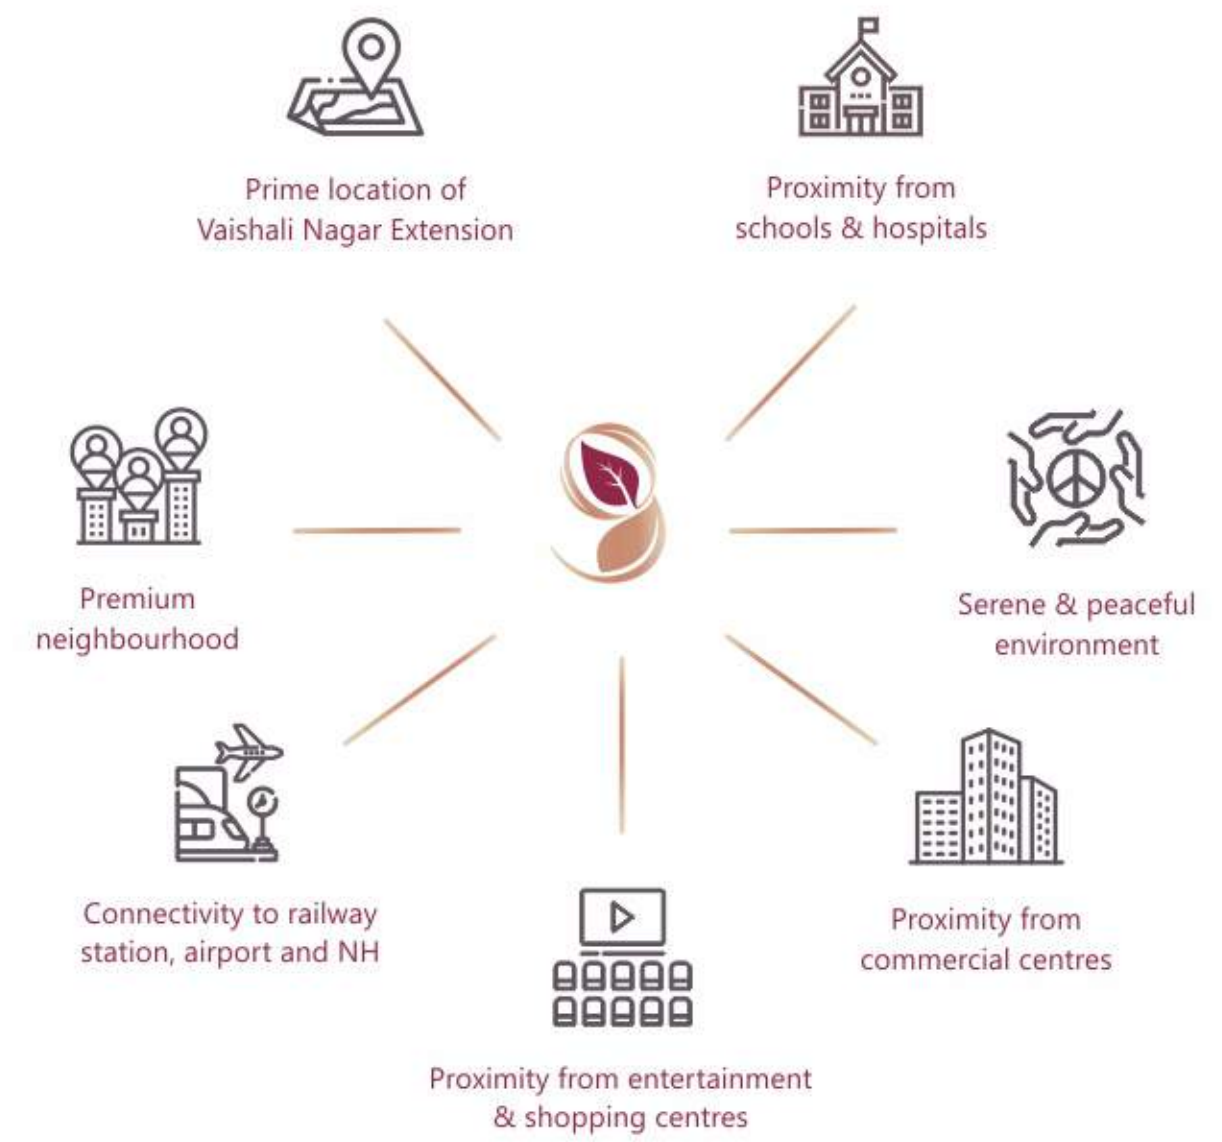 Prime location of
Vaishali Nagar Extension
Proximity from
schools & hospitals
Premium
neighbourhood
Serene & peaceful
environment
Connectivity to railway
station, airport and NH
Proximity from
commercial centres
Proximity from entertainment
& shopping centres